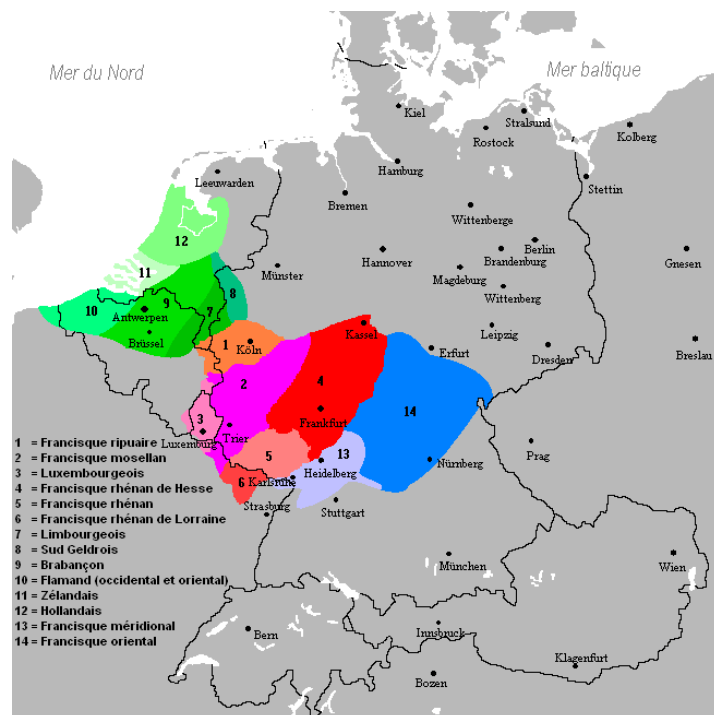 Mer du Nord
Mer baltique
Kiel
Stralsund
Rostock
Kolberg
Hamburg
Leeuwarden
Stettin
Bremen
Wittenberge
12
Berlin
Hannover
Brandenburg
Gnesen
11
Münster
Magdeburg
9
8
Wittenberg
10
Antwerpen
7
Kassel
Leipzig
Brüssel
1
Köln
Erfurt
Dresden
Breslau
2
4
14
3
Frankfurt
Trier
Luxemburg
Prag
5
13
Nürnberg
Heidelberg
6
Karlsruhe
Stuttgart
Strasburg
München
Wien
Bern
Innsbruck
Klagenfurt
Bozen
1 = Francisque ripuaire
2 = Francisque mosellan
3 = Luxembourgeois
4 = Francisque rhénan de Hesse
5 = Francisque rhénan
6 = Francisque rhénan de Lorraine
7 = Limbourgeois
8 = Sud Geldrois
9 = Brabançon
10 = Flamand (occidental et oriental)
11 = Zélandais
12 = Hollandais
13 = Francisque méridional
14 = Francisque oriental